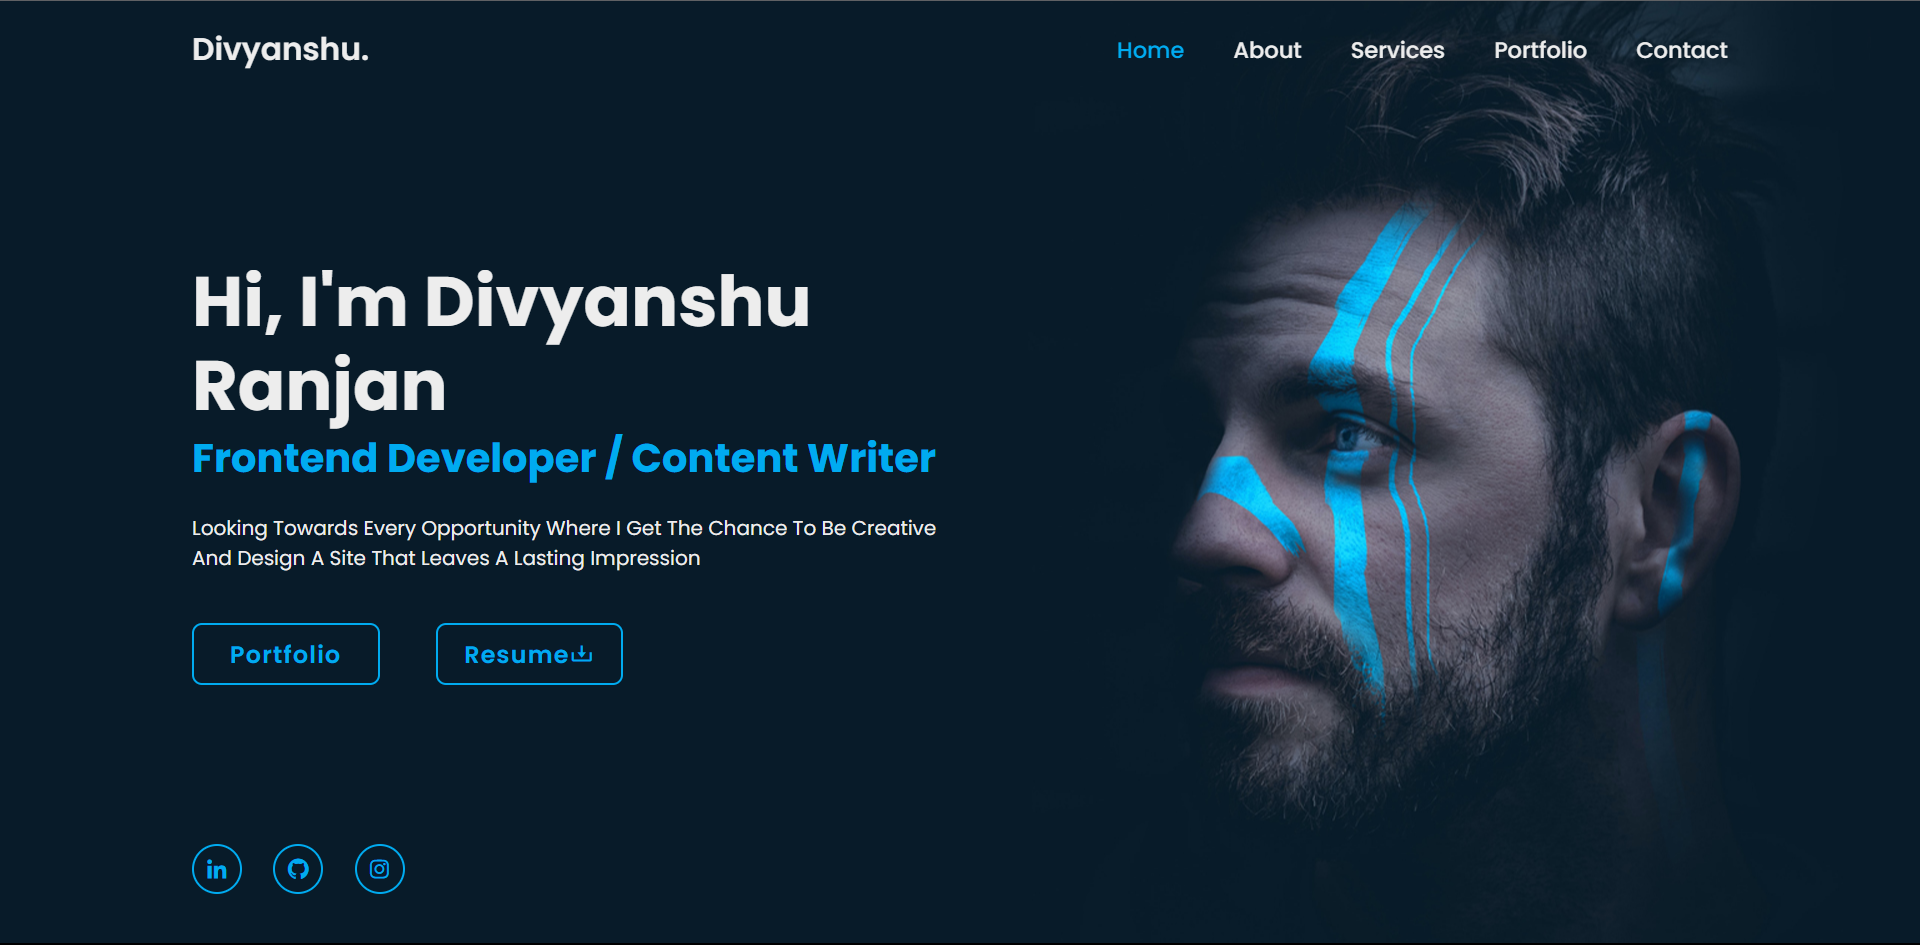 Divyanshu.
Home About Services Portfolio Contact
Hi, I'm Divyanshu
Ranjan
Frontend Developer / Content Writer
Looking Towards Every Opportunity Where I Get The Chance To Be Creative
And Design A Site That Leaves A Lasting Impression
Portfolio
Resume
in